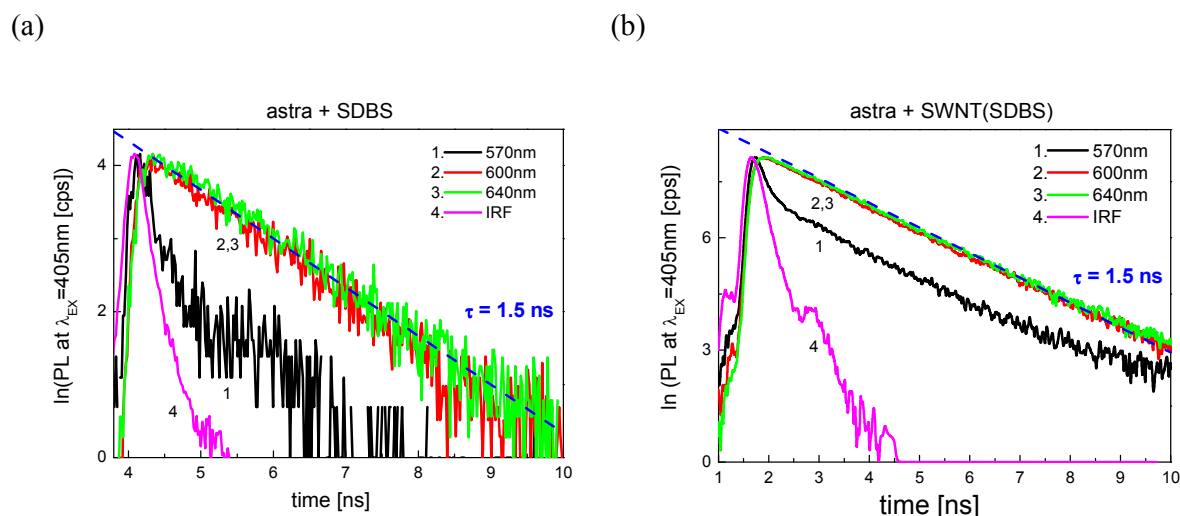 (a)
astra + SDBS
ln(PL at λEX=405nm [cps])
4
2
0
1. 570nm
2. 600nm
3. 640nm
4. IRF
2,3
τ = 1.5 ns
1
4
4 5 6 7 8 9 10
time [ns]
(b)
astra + SWNT(SDBS)
ln (PL at λEX=405nm [cps])
6
3
0
1. 570nm
2. 600nm
3. 640nm
4. IRF
2,3
1
τ = 1.5 ns
4
1 2 3 4 5 6 7 8 9 10
time [ns]